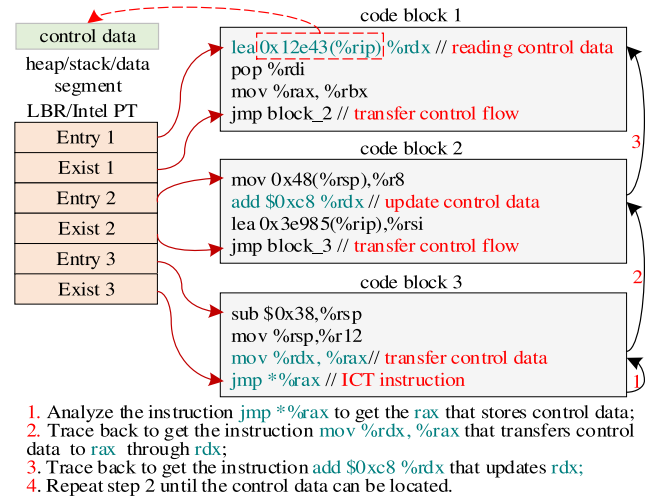 control data
heap/stack/data
segment
LBR/Intel PT
Entry 1
Exist 1
Entry 2
Exist 2
Entry 3
Exist 3
code block 1
lea 0x12e43(%rip) %rdx // reading control data
pop %rdi
mov %rax, %rbx
jmp block_2 // transfer control flow
code block 2
mov 0x48(%rsp),%r8
add $0xc8 %rdx // update control data
lea 0x3e985(%rip),%rsi
jmp block_3 // transfer control flow
code block 3
sub $0x38,%rsp
mov %rsp,%r12
mov %rdx, %rax// transfer control data
jmp *%rax // ICT instruction
3
2
1
1. Analyze the instruction jmp *%rax to get the rax that stores control data;
2. Trace back to get the instruction mov %rdx, %rax that transfers control
data to rax through rdx;
3. Trace back to get the instruction add $0xc8 %rdx that updates rdx;
4. Repeat step 2 until the control data can be located.